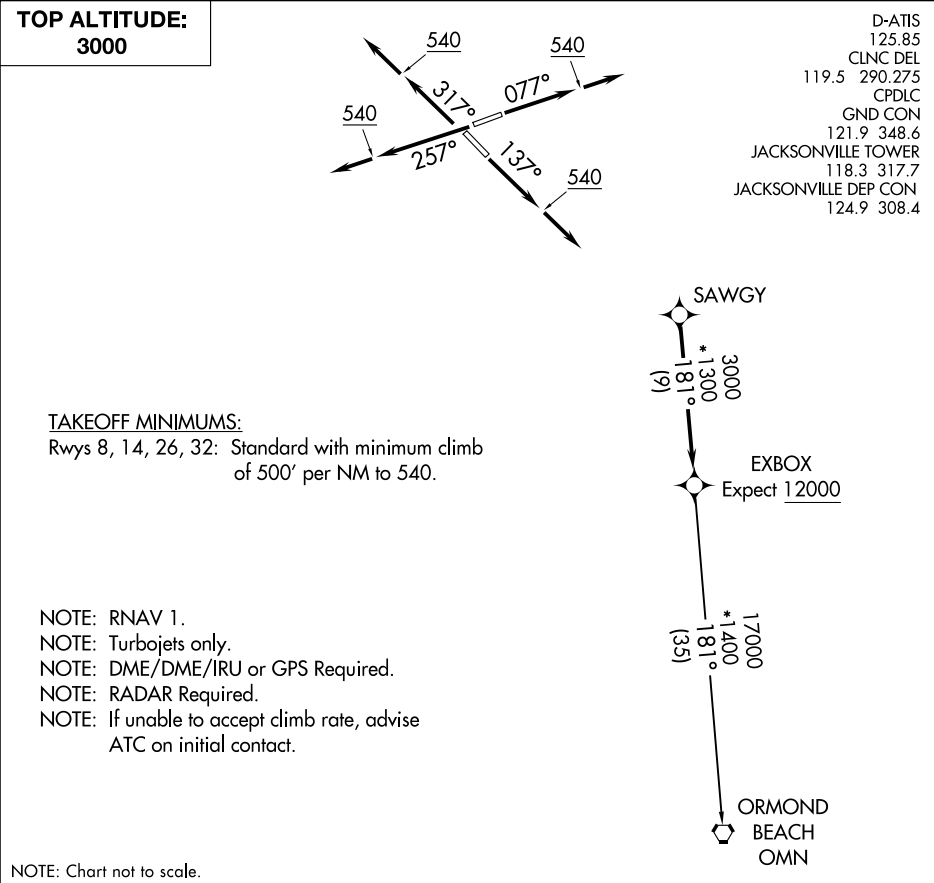 TOP ALTITUDE:
3000
D-ATIS
125.85
CLNC DEL
119.5 290.275
CPDLC
GND CON
121.9 348.6
JACKSONVILLE TOWER
118.3 317.7
JACKSONVILLE DEP CON
124.9 308.4
540
540
317°
077°
540
257°
137°
540
SAWGY
3000
*1300
181°
(9)
TAKEOFF MINIMUMS:
Rwys 8, 14, 26, 32: Standard with minimum climb
of 500' per NM to 540.
EXBOX
Expect 12000
NOTE: RNAV 1.
NOTE: Turbojets only.
NOTE: DME/DME/IRU or GPS Required.
NOTE: RADAR Required.
NOTE: If unable to accept climb rate, advise
ATC on initial contact.
17000
*1400
181°
(35)
ORMOND
BEACH
OMN
NOTE: Chart not to scale.